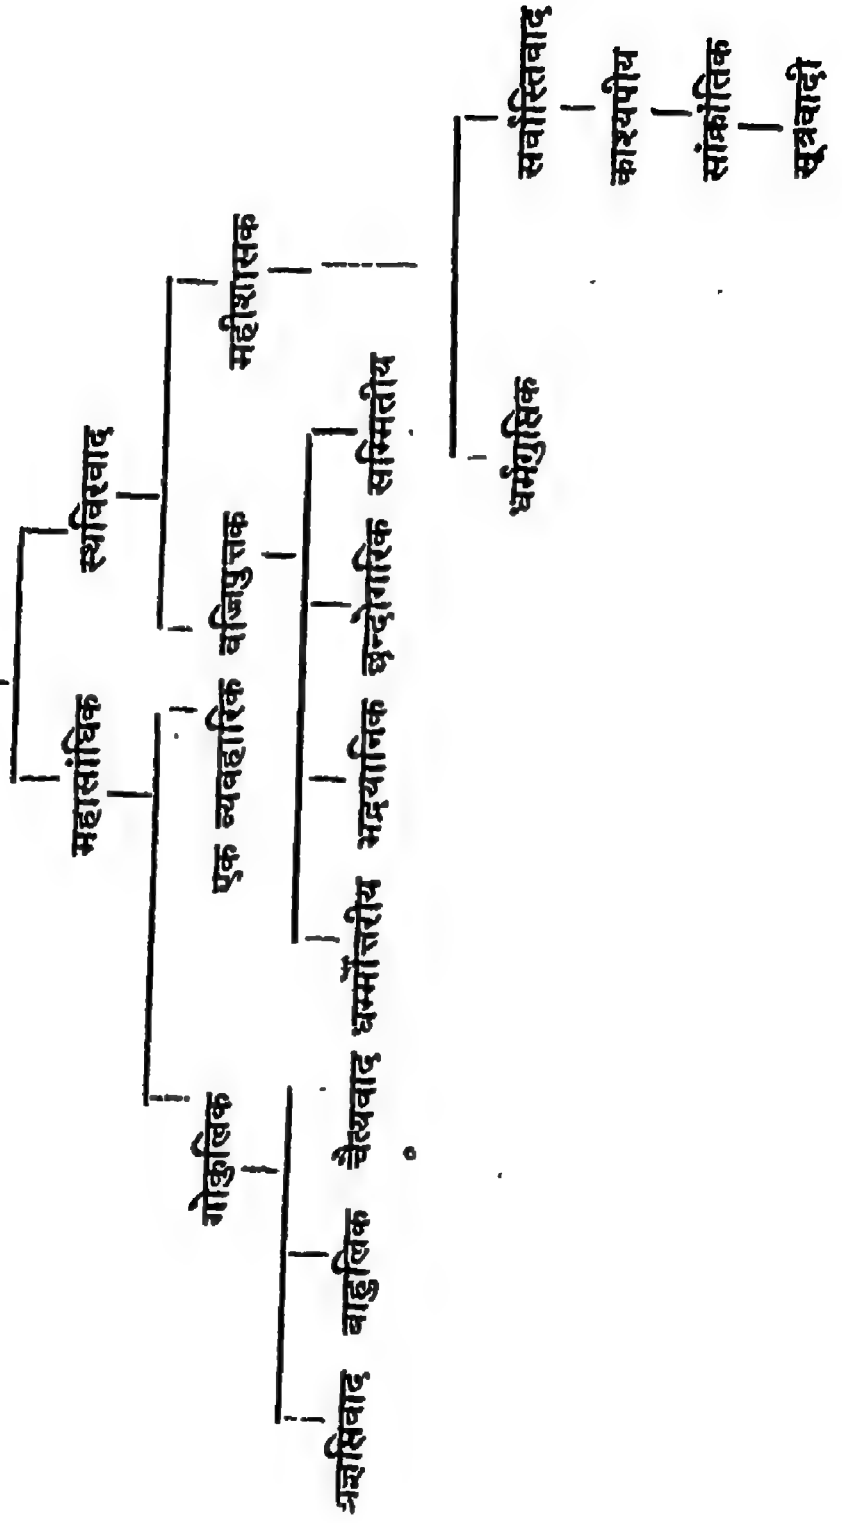 महासांघिक स्थविरवाद
गोकुलिक एक व्यवहारिक वज्जिपुत्तक महीशासक
प्रज्ञप्तिवाद बाहुलिक चैत्यवाद धर्म्मोत्तरीय भद्रयानिक छन्दोगारिक सम्मितीय
धर्मगुप्तिक सर्वास्तिवाद
काश्यपीय
सांक्रांतिक
सूत्रवादी